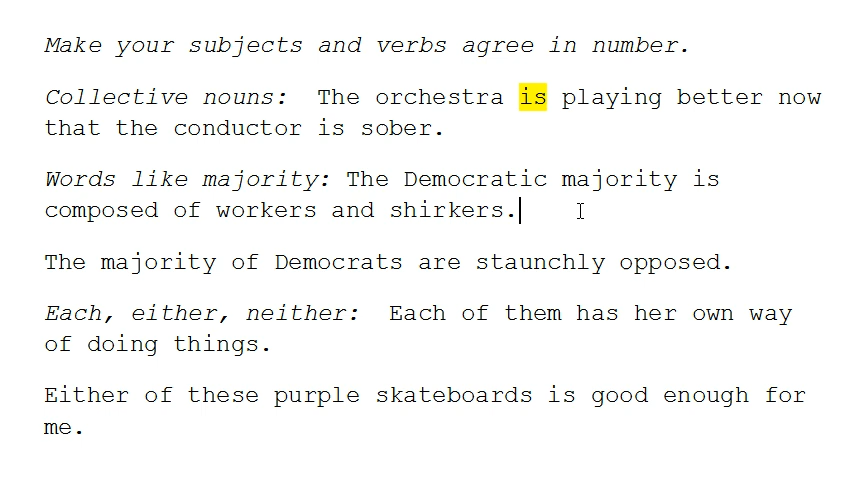 Make your subjects and verbs agree in number.
Collective nouns:  The orchestra is playing better now
that the conductor is sober.
Words like majority: The Democratic majority is
composed of workers and shirkers.
The majority of Democrats are staunchly opposed.
Each, either, neither:  Each of them has her own way
of doing things.
Either of these purple skateboards is good enough for
me.